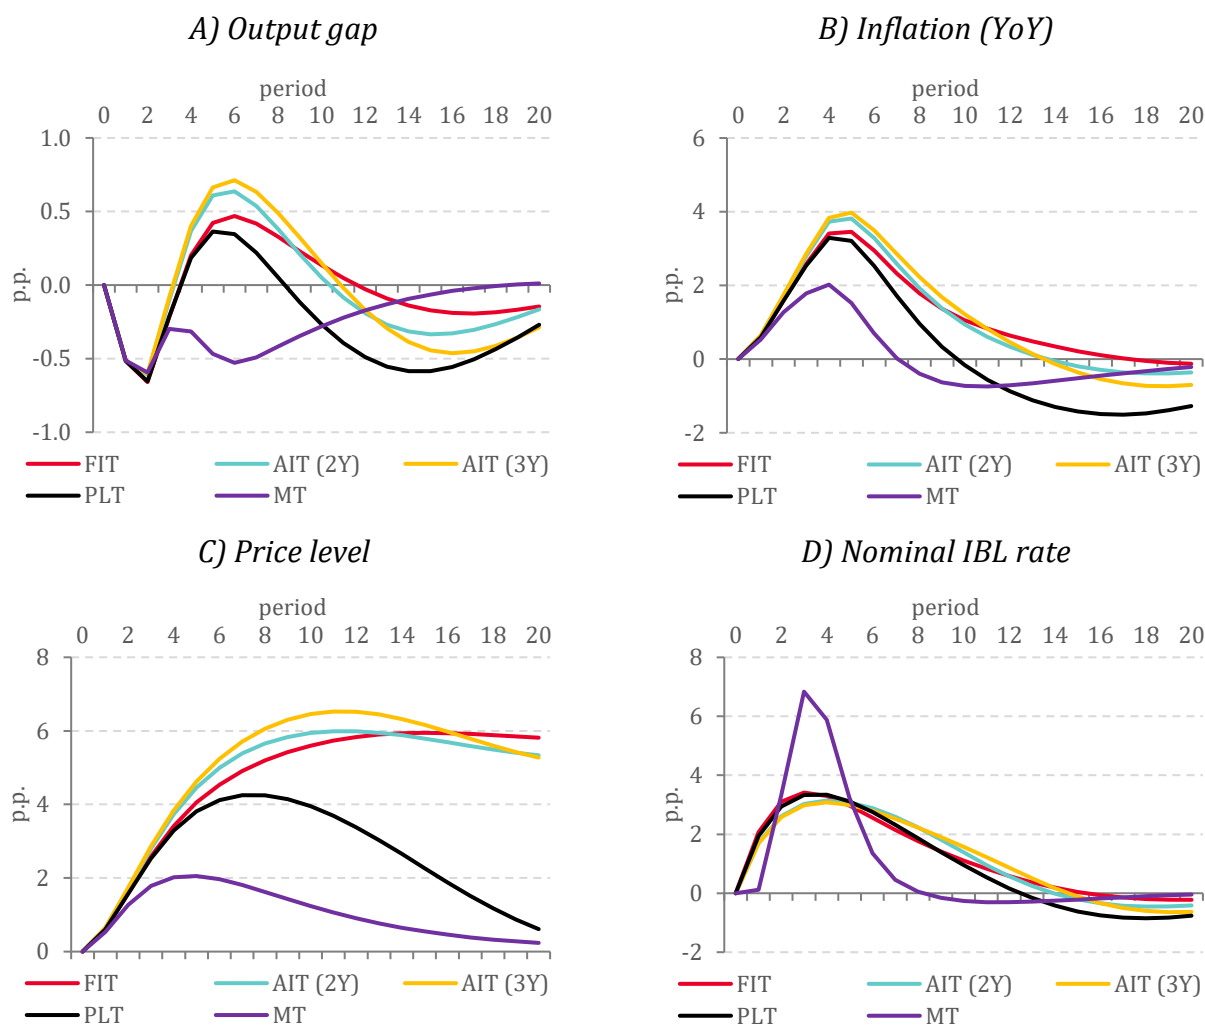 A) Output gap
period
0 2 4 6 8 10 12 14 16 18 20
1.0
0.5
0.0
-0.5
-1.0
p.p.
FIT AIT (2Y) AIT (3Y)
PLT MT
B) Inflation (YoY)
period
0 2 4 6 8 10 12 14 16 18 20
6
4
2
0
-2
p.p.
FIT AIT (2Y) AIT (3Y)
PLT MT
C) Price level
period
0 2 4 6 8 10 12 14 16 18 20
8
6
4
2
0
p.p.
FIT AIT (2Y) AIT (3Y)
PLT MT
D) Nominal IBL rate
period
0 2 4 6 8 10 12 14 16 18 20
8
6
4
2
0
-2
p.p.
FIT AIT (2Y) AIT (3Y)
PLT MT